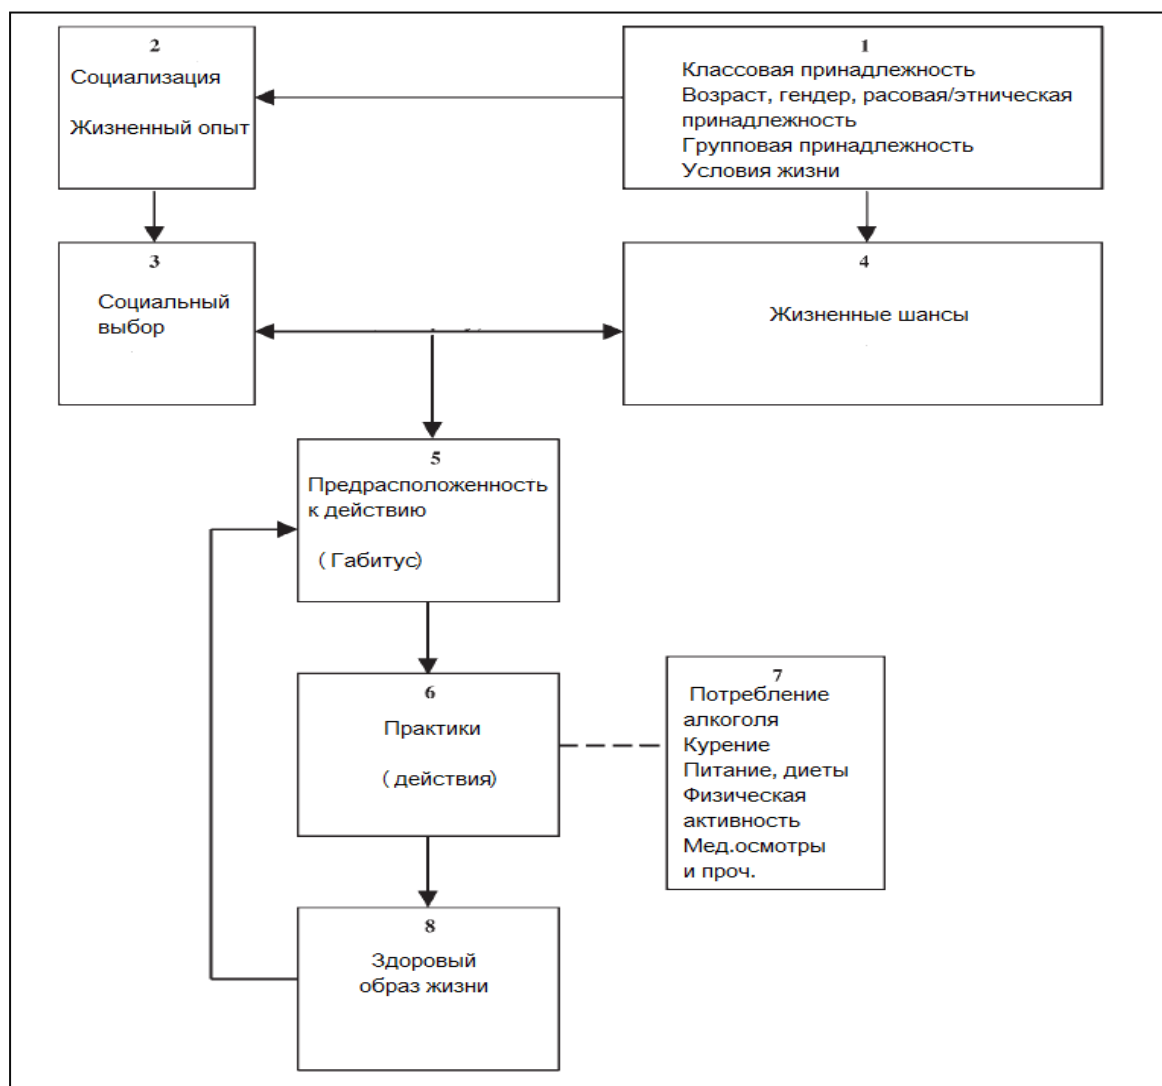 2
Социализация
Жизненный опыт
1
Классовая принадлежность
Возраст, гендер, расовая/этническая
принадлежность
Групповая принадлежность
Условия жизни
3
Социальный
выбор
4
Жизненные шансы
5
Предрасположенность
к действию
(Габитус)
6
Практики
(действия)
7
Потребление
алкоголя
Курение
Питание, диеты
Физическая
активность
Мед.осмотры
и проч.
8
Здоровый
образ жизни